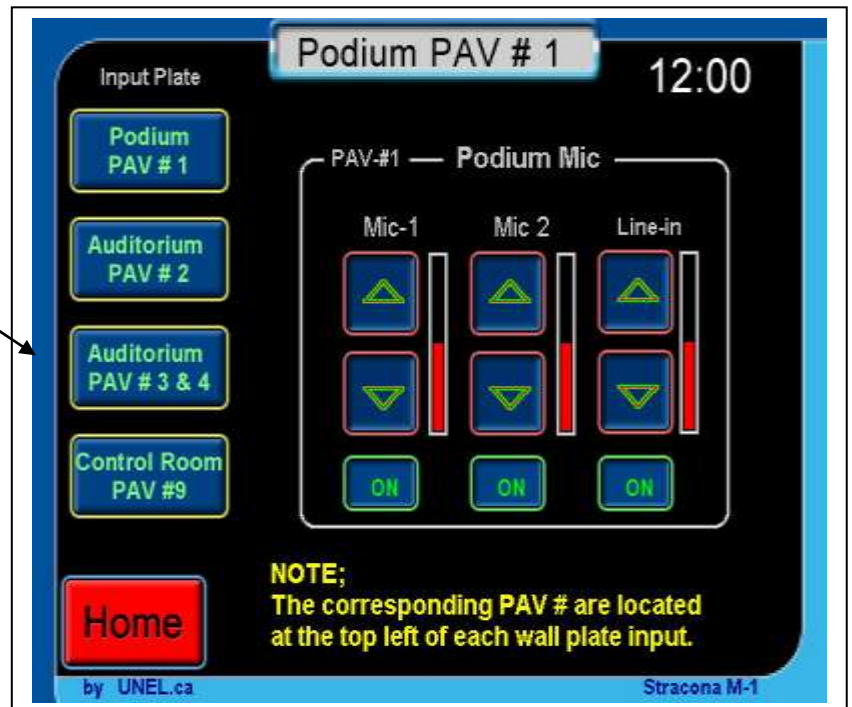 Podium PAV # 1
12:00
Input Plate
Podium
PAV # 1
Auditorium
PAV # 2
Auditorium
PAV # 3 & 4
Control Room
PAV #9
Home
PAV-#1
Podium Mic
Mic-1
Mic 2
Line-in
ON
ON
ON
NOTE;
The corresponding PAV # are located
at the top left of each wall plate input.
by UNEL.ca
Stracona M-1